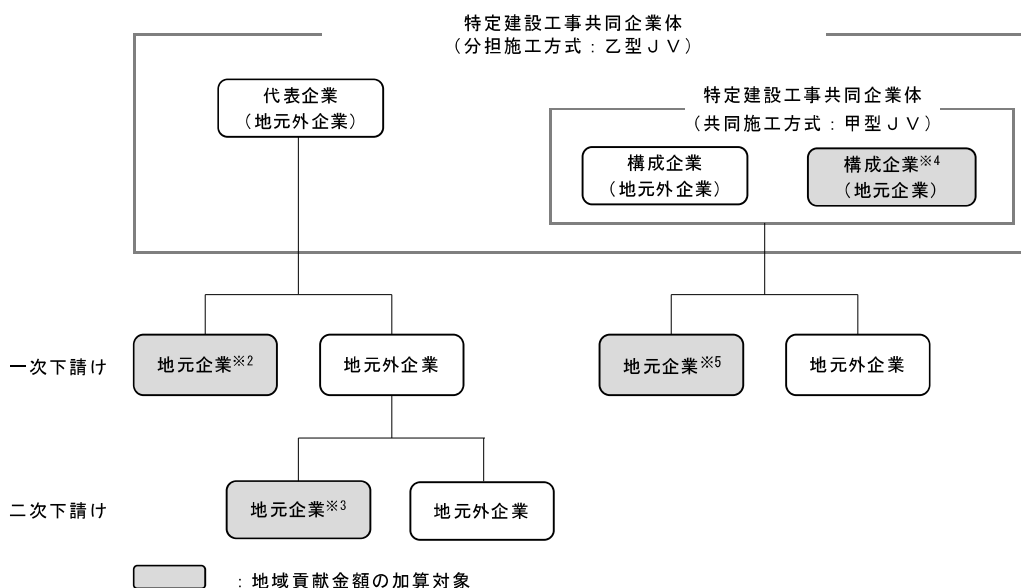 特定建設工事共同企業体
(分担施工方式：乙型ＪＶ)
代表企業
(地元外企業)
特定建設工事共同企業体
(共同施工方式：甲型ＪＶ)
構成企業
(地元外企業)
構成企業※4
(地元企業)
一次下請け
地元企業※2
地元外企業
地元企業※5
地元外企業
二次下請け
地元企業※3
地元外企業
：地域貢献金額の加算対象